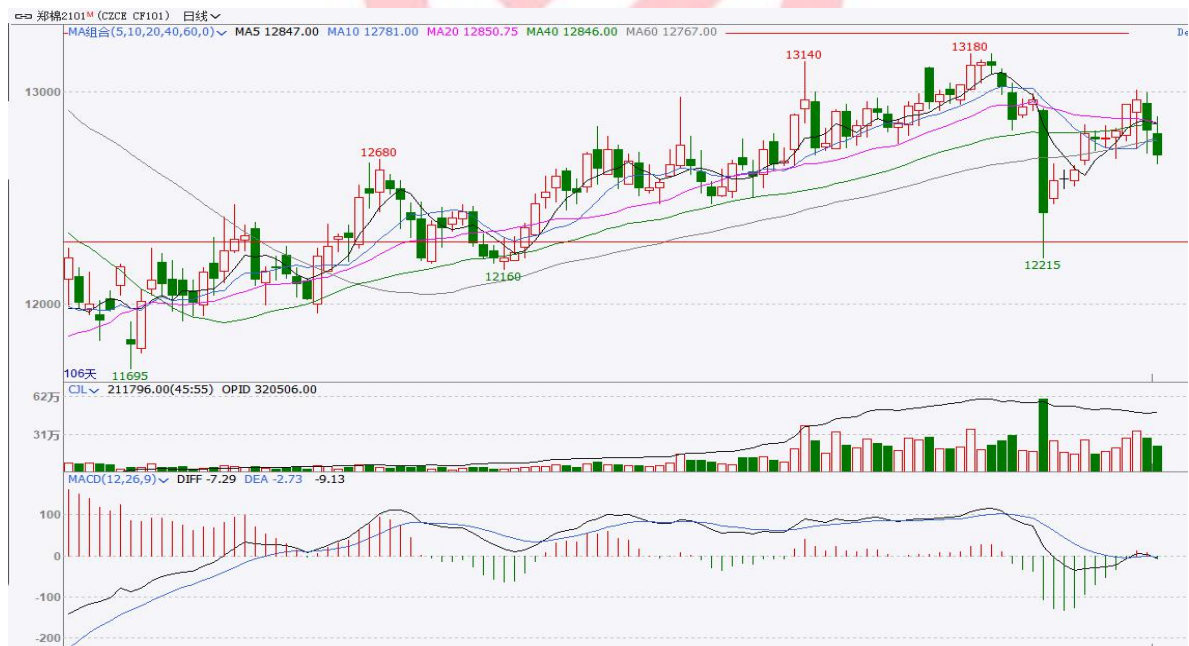 郑棉2101M (CZCE CF101) 日线
MA组合(5,10,20,40,60,0) MA5 12847.00 MA10 12781.00 MA20 12850.75 MA40 12846.00 MA60 12767.00
De
13180
13140
13000
12680
12160
12215
12000
106天
11695
CJL 211796.00(45:55) OPID 320506.00
62万
31万
MACD(12,26,9) DIFF -7.29 DEA -2.73 -9.13
100
0
-100
-200